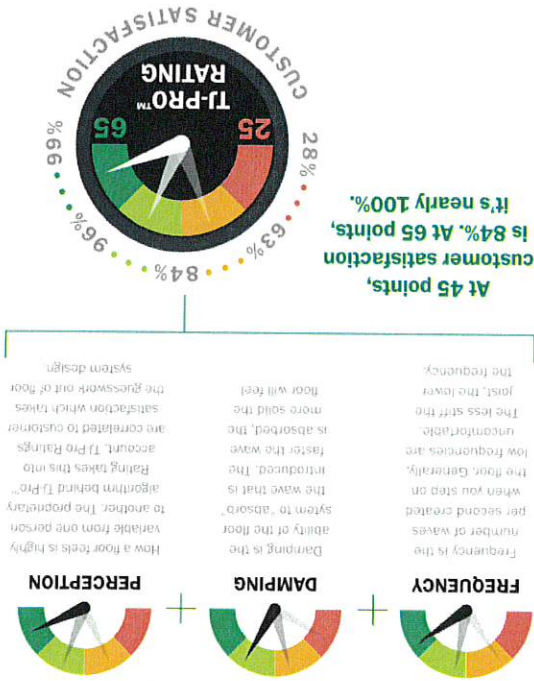 FREQUENCY
Frequency is the
number of waves
per second created
when you step on
the floor. Generally,
low frequencies are
uncomfortable.
The less stiff the
joist, the lower
the frequency.
+
DAMPING
Damping is the
ability of the floor
sytem to "absorb"
the wave that is
introduced. The
faster the wave
is absorbed, the
more solid the
floor will feel
+
PERCEPTION
How a floor feels is highly
variable from one person
to another. The proprietary
algorithm behind TJ-Pro™
Rating takes this into
account. TJ Pro Ratings
are correlated to customer
satisfaction which takes
the guesswork out of floor
system design
At 45 points,
customer satisfaction
is 84%. At 65 points,
it's nearly 100%.
28%
63%
84%
96%
99%
25
65
TJ-PRO™
RATING
CUSTOMER SATISFACTION